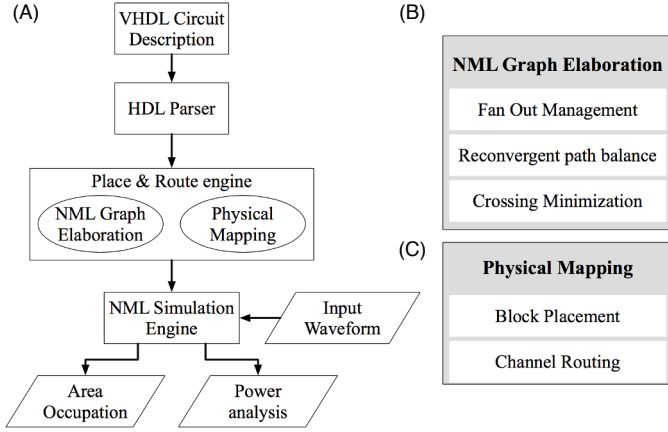 (A)
VHDL Circuit
Description
HDL Parser
Place & Route engine
NML Graph
Elaboration
Physical
Mapping
NML Simulation
Engine
Input
Waveform
Area
Occupation
Power
analysis
(B)
NML Graph Elaboration
Fan Out Management
Reconvergent path balance
Crossing Minimization
(C)
Physical Mapping
Block Placement
Channel Routing